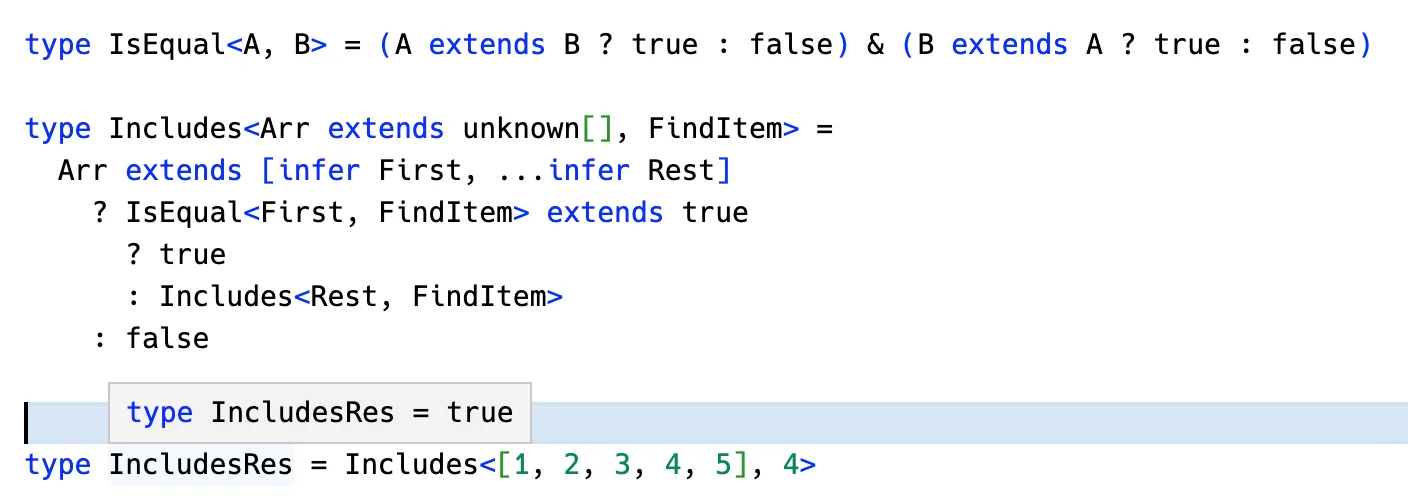 type IsEqual<A, B> = (A extends B ? true : false) & (B extends A ? true : false)
type Includes<Arr extends unknown[], FindItem> =
  Arr extends [infer First, ...infer Rest]
    ? IsEqual<First, FindItem> extends true
      ? true
      : Includes<Rest, FindItem>
    : false
type IncludesRes = true
type IncludesRes = Includes<[1, 2, 3, 4, 5], 4>